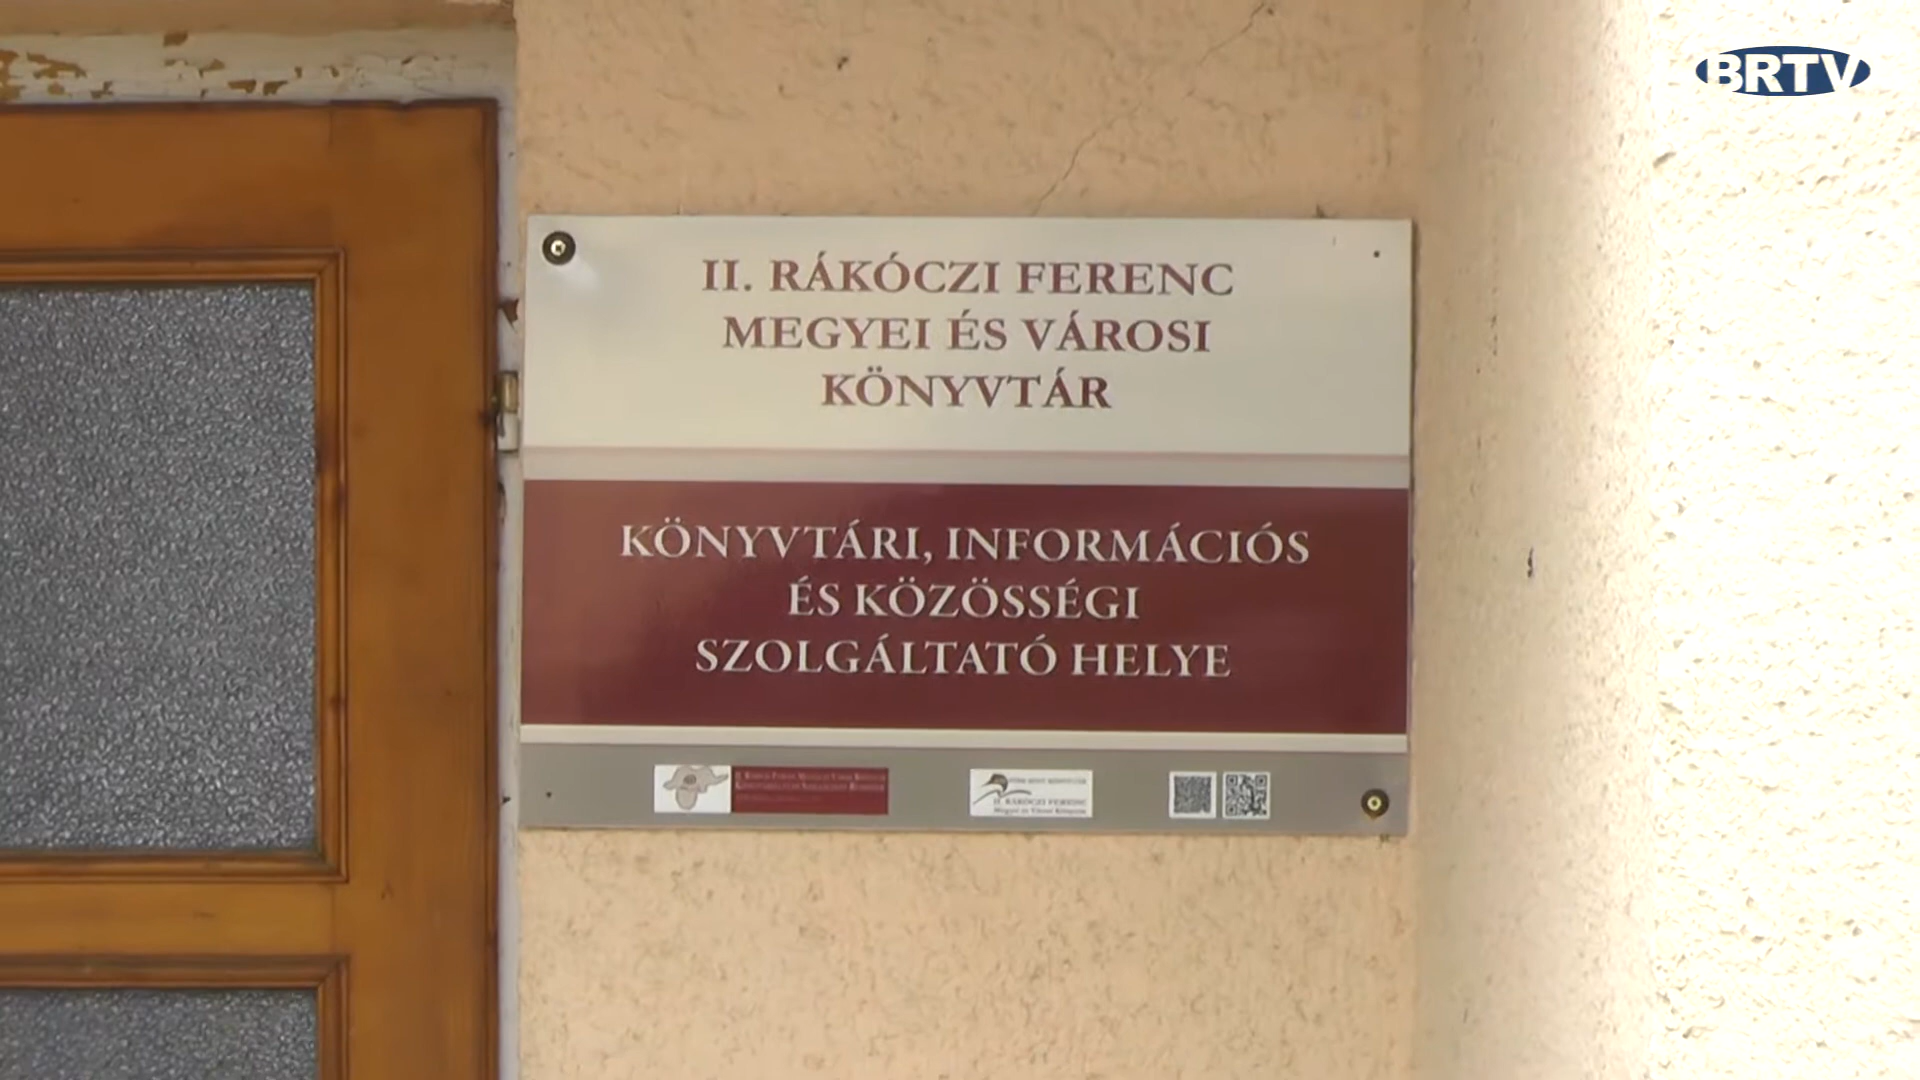 BRTV
II. RÁKÓCZI FERENC
MEGYEI ÉS VÁROSI
KÖNYVTÁR
KÖNYVTÁRI, INFORMÁCIÓS
ÉS KÖZÖSSÉGI
SZOLGÁLTATÓ HELYE
II. RÁKÓCZI FERENC